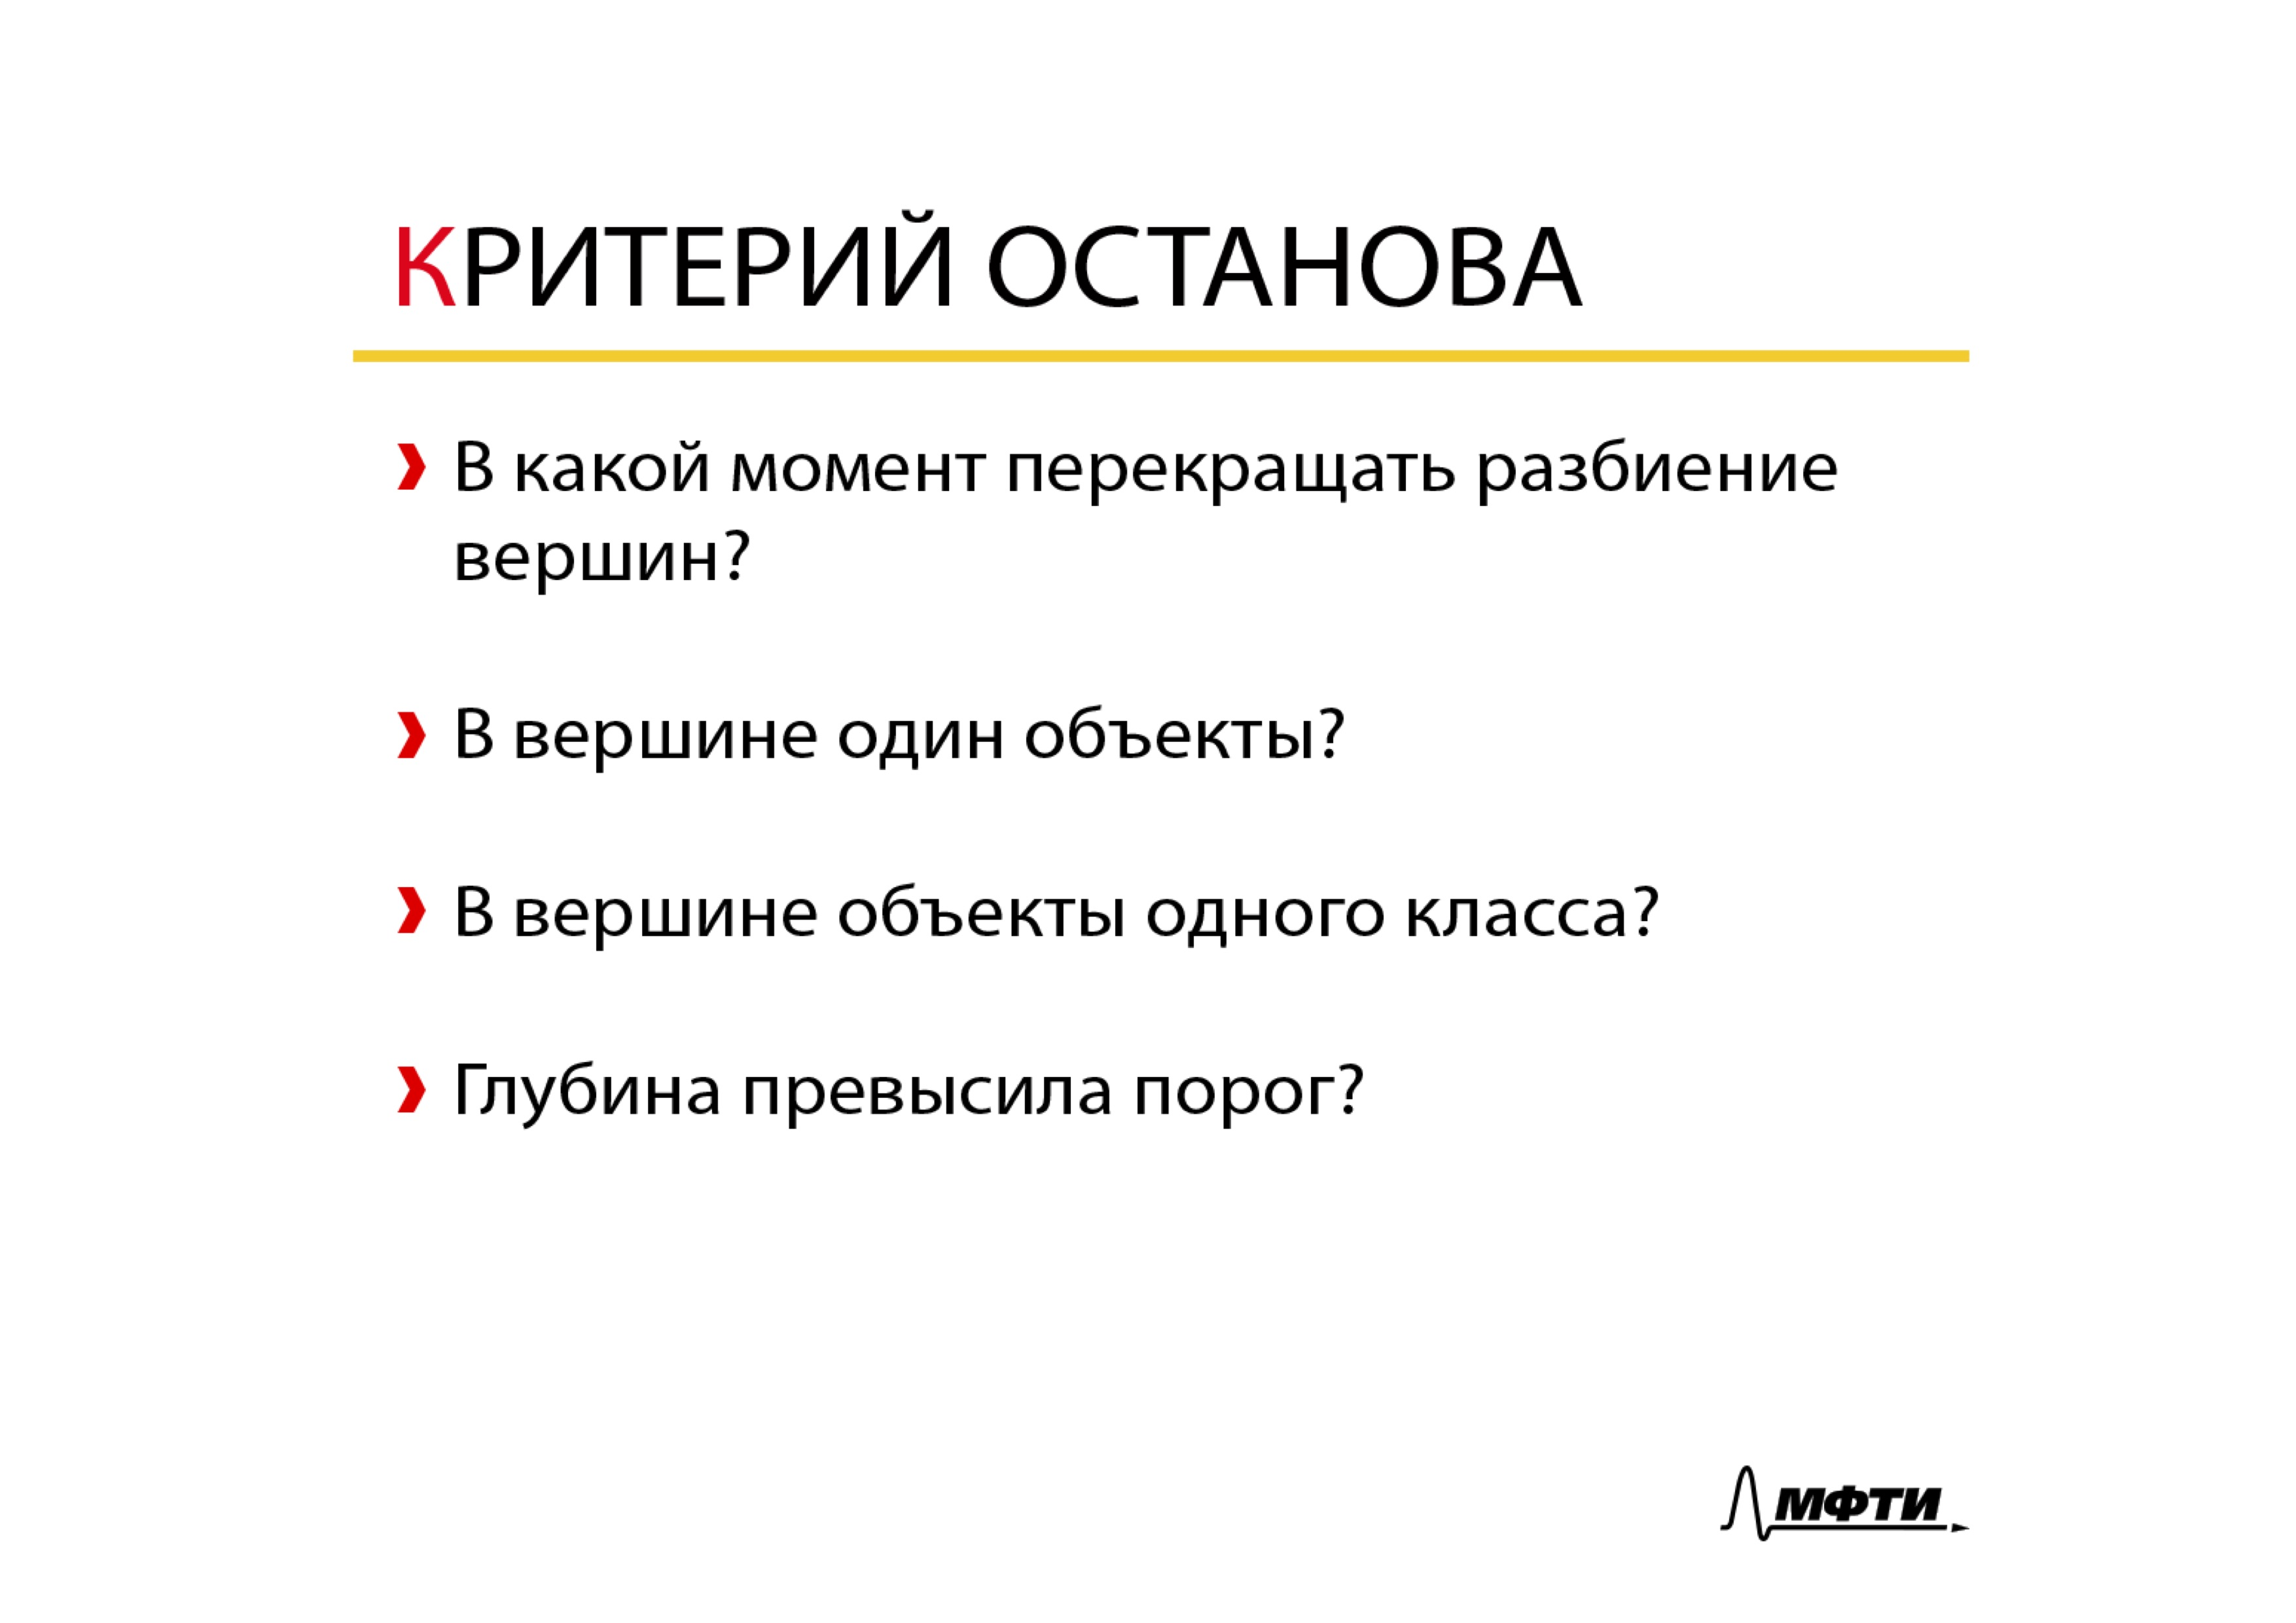 КРИТЕРИЙ ОСТАНОВА
В какой момент перекращать разбиение
вершин?
В вершине один объекты?
В вершине объекты одного класса?
Глубина превысила порог?
МФТИ